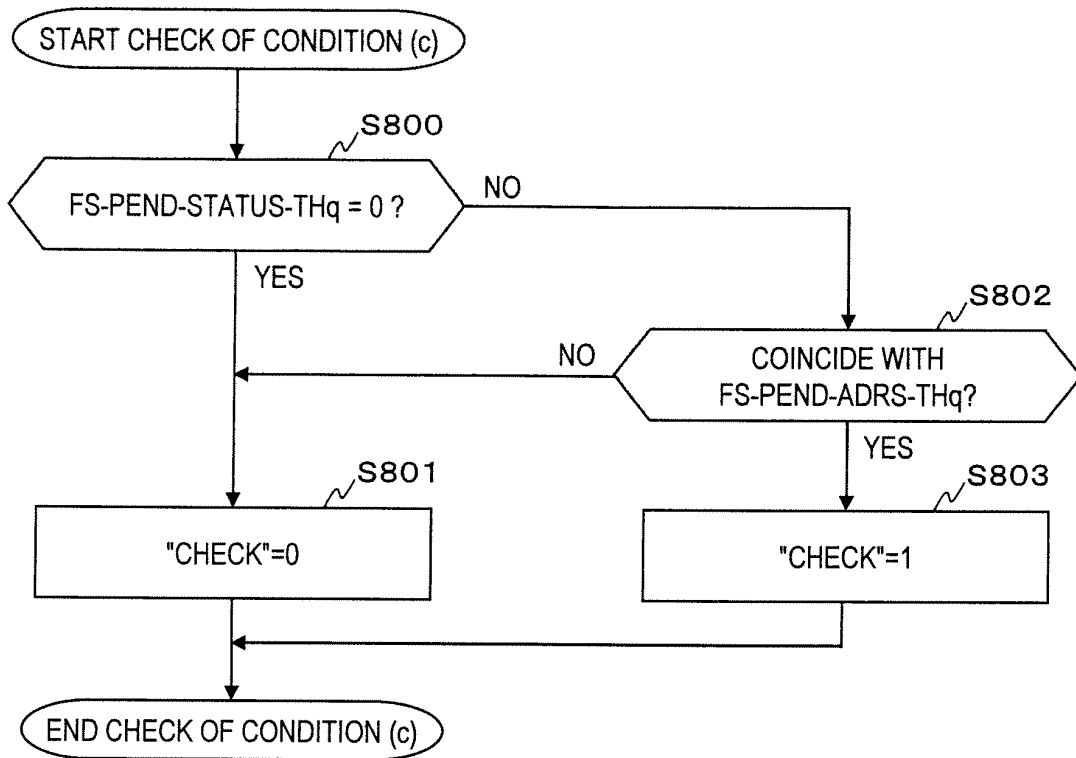 START CHECK OF CONDITION (c)
S800
FS-PEND-STATUS-THq = 0 ?
NO
YES
S802
COINCIDE WITH
FS-PEND-ADRS-THq?
NO
YES
S801
"CHECK"=0
S803
"CHECK"=1
END CHECK OF CONDITION (c)